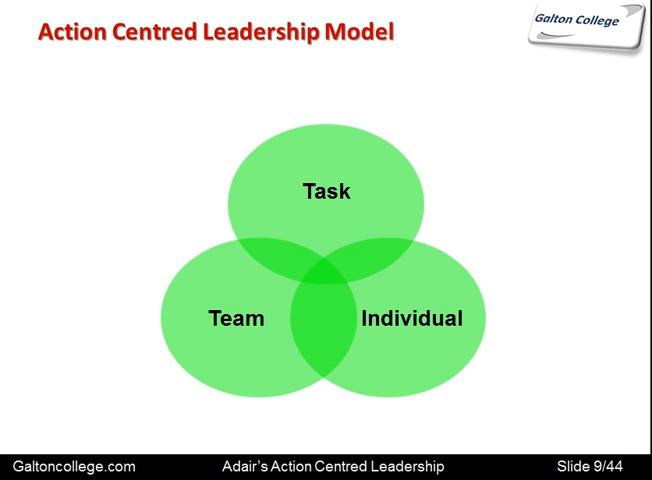 Action Centred Leadership Model
Galton College
Task
Team
Individual
Galtoncollege.com
Adair's Action Centred Leadership
Slide 9/44